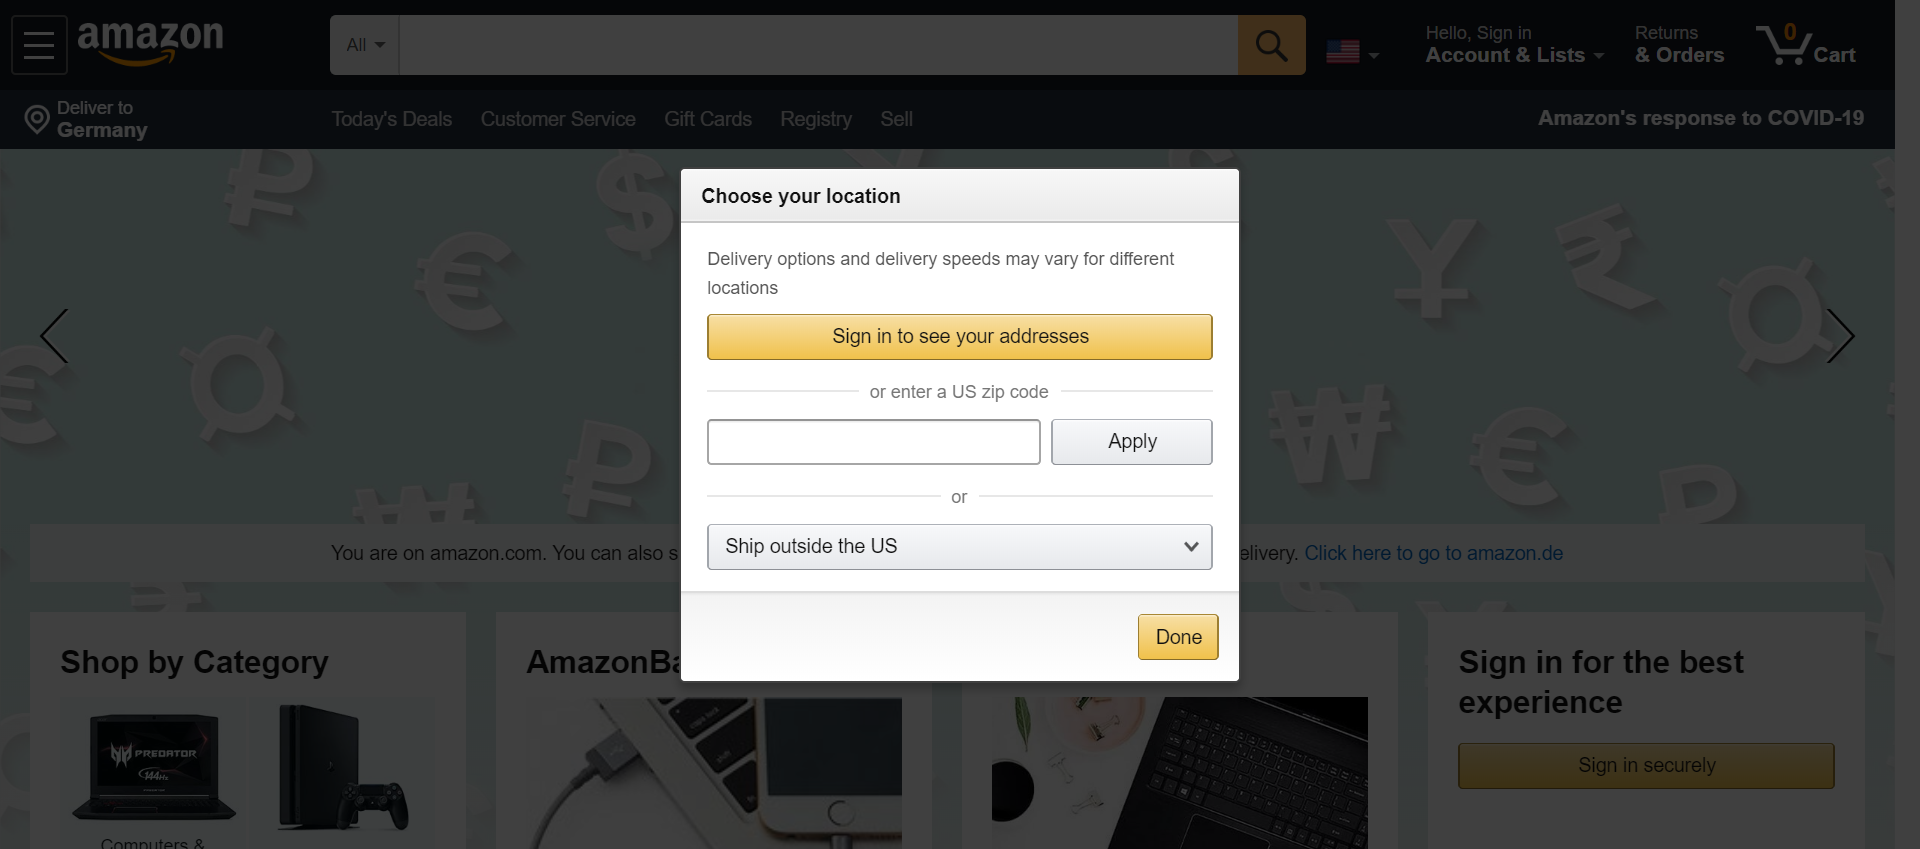 amazon
All
Hello, Sign in
Account & Lists
Returns
& Orders
0
Cart
Deliver to
Germany
Today's Deals
Customer Service
Gift Cards
Registry
Sell
Amazon's response to COVID-19
Choose your location
Delivery options and delivery speeds may vary for different
locations
Sign in to see your addresses
or enter a US zip code
Apply
or
Ship outside the US
Done
You are on amazon.com. You can also s
elivery. Click here to go to amazon.de
Shop by Category
AmazonBa
Sign in for the best
experience
Sign in securely
PREDATOR
144Hz
caps lock
Computers &